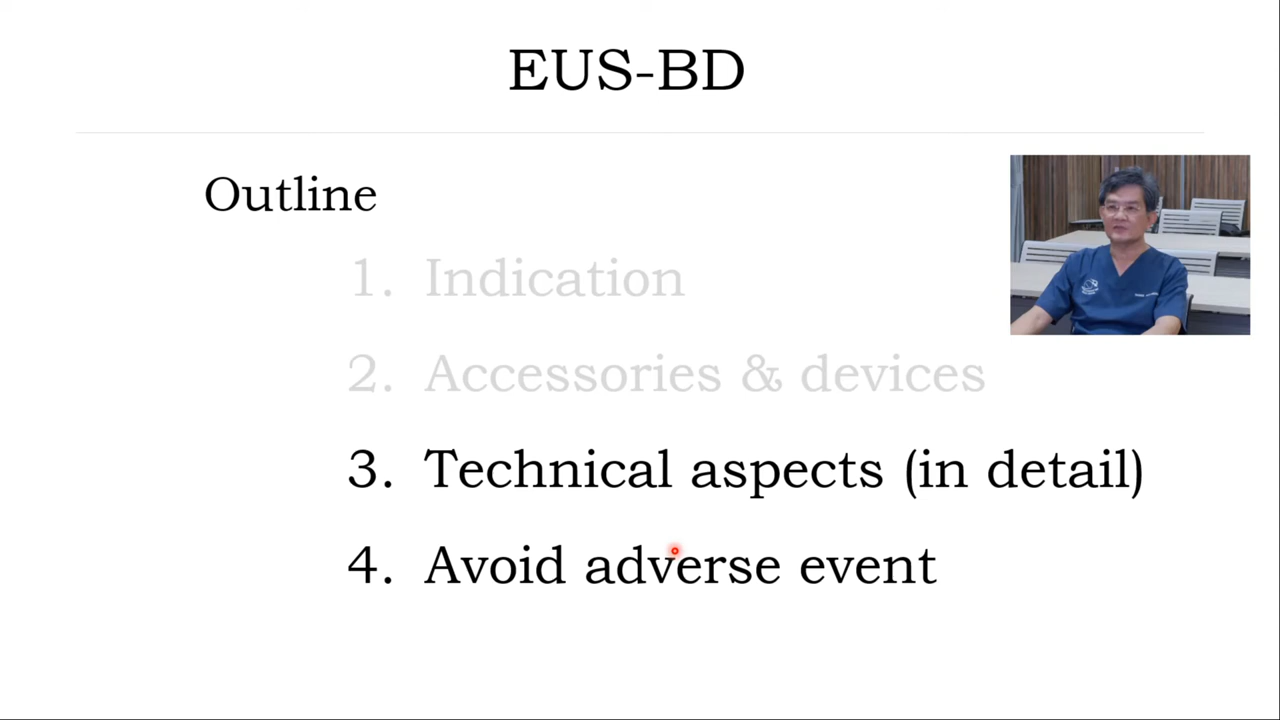 EUS-BD
Outline
1. Indication
2. Accessories & devices
3. Technical aspects (in detail)
4. Avoid adverse event